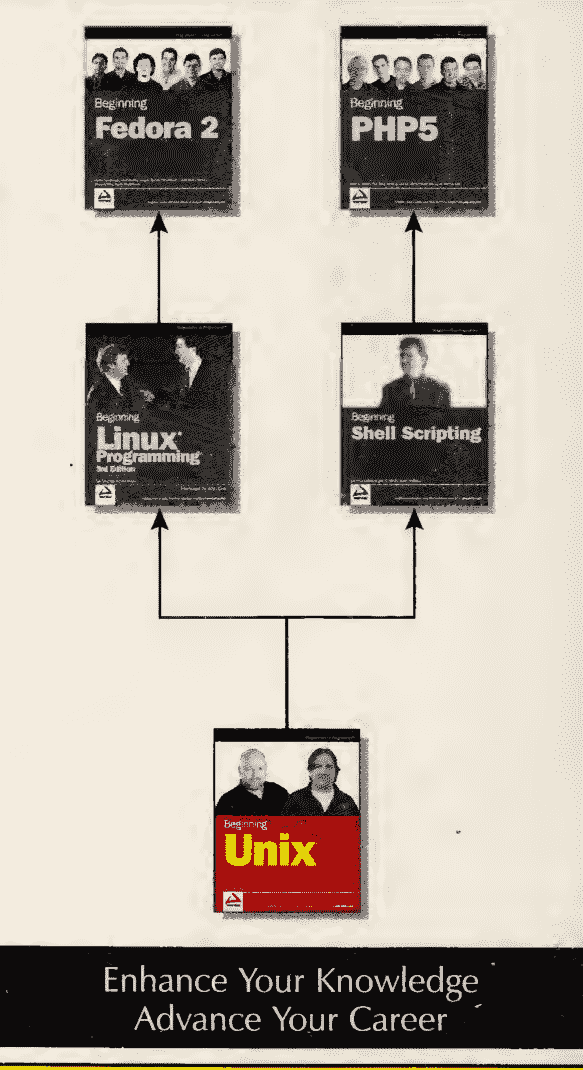 Beginning
Fedora 2
Beginning
PHP5
Beginning
Linux®
Programming
3rd Edition
Beginning
Shell Scripting
Beginning
Unix
Enhance Your Knowledge
Advance Your Career